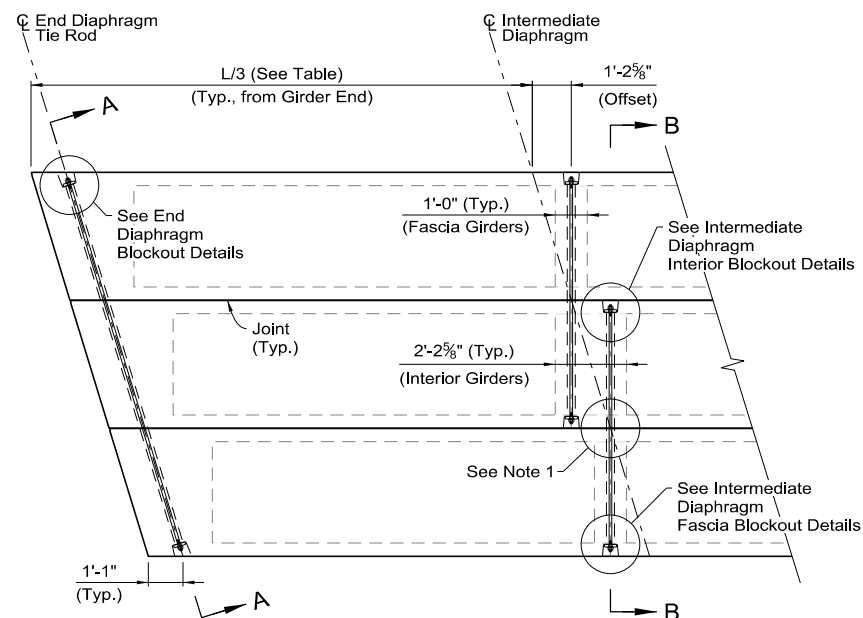 ℄ End Diaphragm
Tie Rod
℄ Intermediate
Diaphragm
L/3 (See Table)
(Typ., from Girder End)
1'-2⅝"
(Offset)
A
B
See End
Diaphragm
Blockout Details
1'-0" (Typ.)
(Fascia Girders)
See Intermediate
Diaphragm
Interior Blockout Details
Joint
(Typ.)
2'-2⅝" (Typ.)
(Interior Girders)
See Note 1
See Intermediate
Diaphragm
Fascia Blockout Details
1'-1"
(Typ.)
A
B